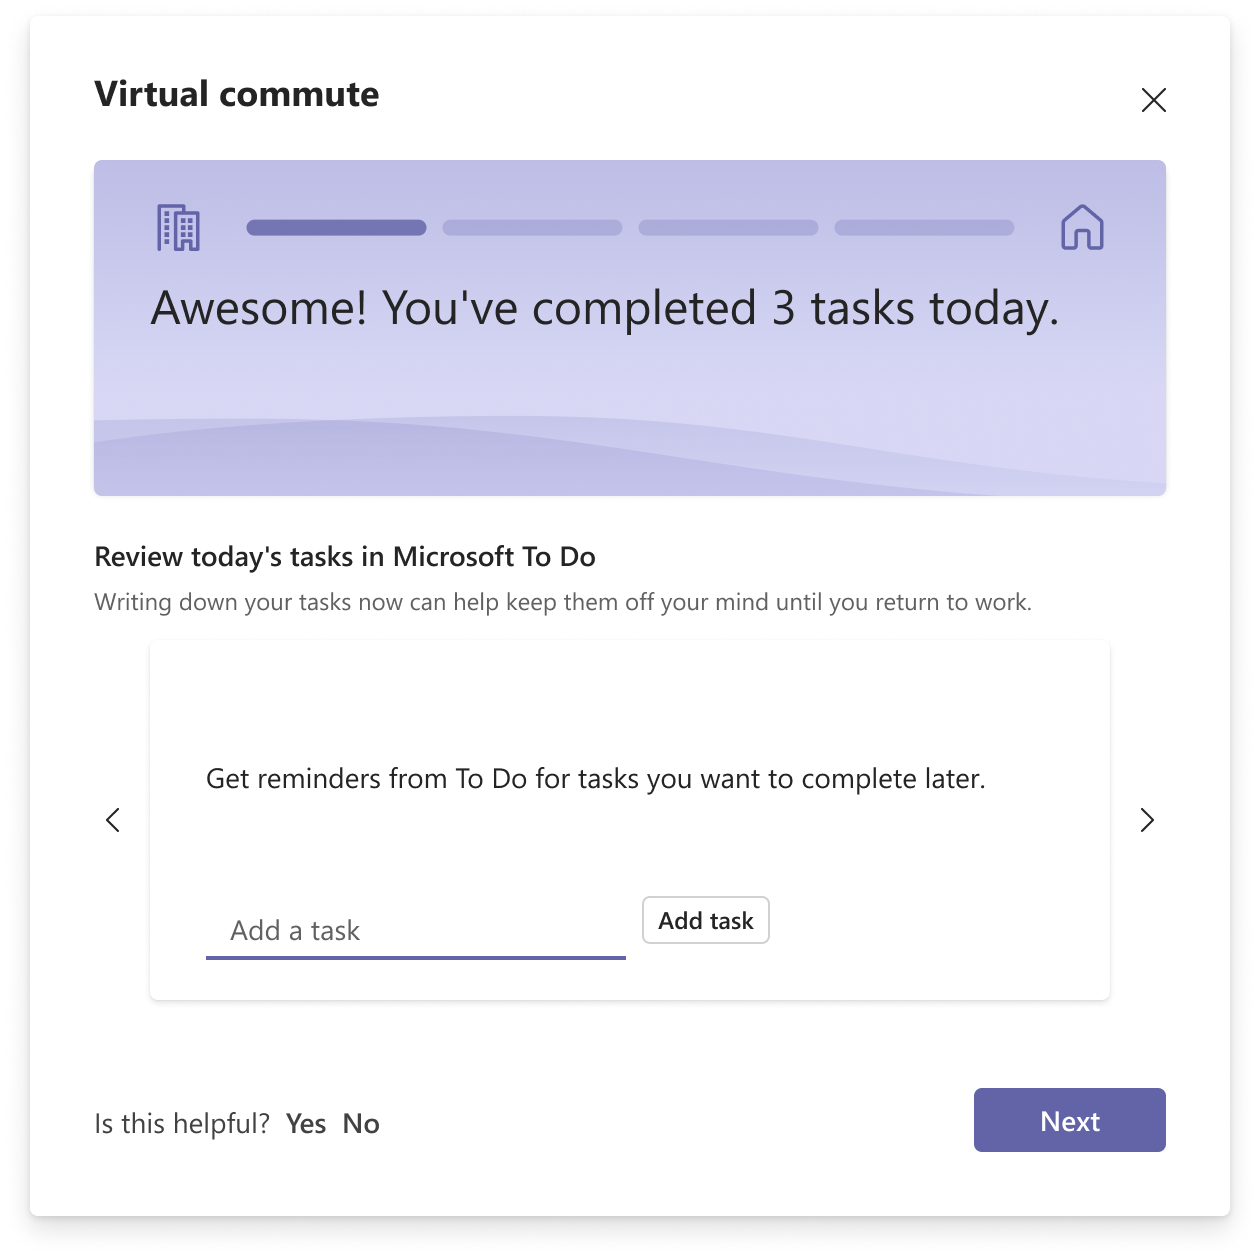 Virtual commute
Awesome! You've completed 3 tasks today.
Review today's tasks in Microsoft To Do
Writing down your tasks now can help keep them off your mind until you return to work.
Get reminders from To Do for tasks you want to complete later.
Add a task
Add task
Is this helpful? Yes No
Next